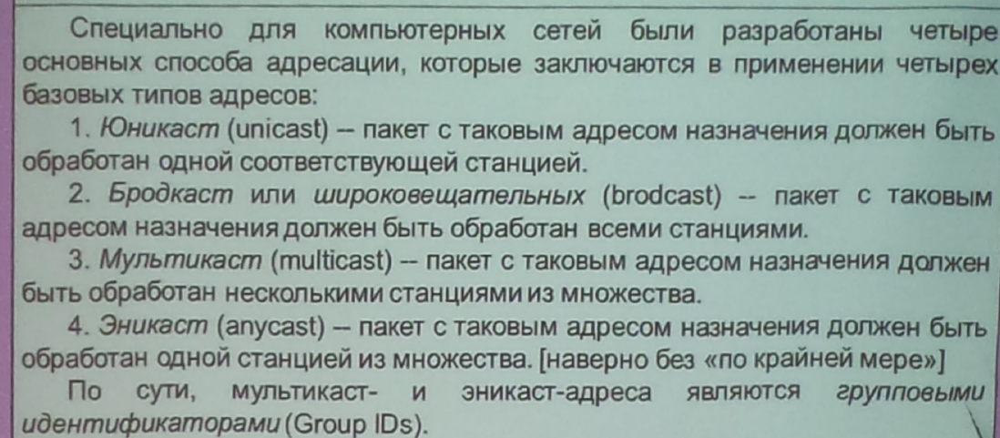 Специально для компьютерных сетей были разработаны четыре
основных способа адресации, которые заключаются в применении четырех
базовых типов адресов:
1. Юникаст (unicast) – пакет с таковым адресом назначения должен быть
обработан одной соответствующей станцией.
2. Бродкаст или широковещательных (brodcast) -- пакет с таковым
адресом назначения должен быть обработан всеми станциями.
3. Мультикаст (multicast) – пакет с таковым адресом назначения должен
быть обработан несколькими станциями из множества.
4. Эникаст (anycast) – пакет с таковым адресом назначения должен быть
обработан одной станцией из множества. [наверно без «по крайней мере»]
По сути, мультикаст- и эникаст-адреса являются групповыми
идентификаторами (Group IDs).